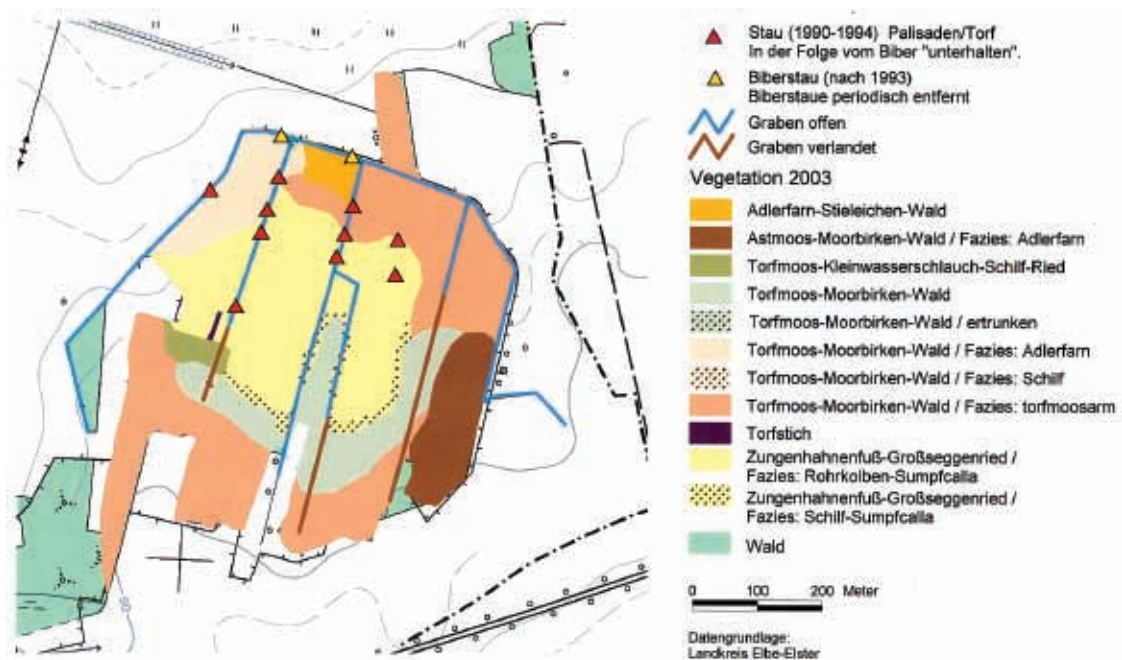 Stau (1990-1994) Palisaden/Torf
In der Folge vom Biber "unterhalten".
Biberstau (nach 1993)
Biberstaue periodisch entfernt
Graben offen
Graben verlandet
Vegetation 2003
Adlerfarn-Stieleichen-Wald
Astmoos-Moorbirken-Wald / Fazies: Adlerfarn
Torfmoos-Kleinwasserschlauch-Schilf-Ried
Torfmoos-Moorbirken-Wald
Torfmoos-Moorbirken-Wald / ertrunken
Torfmoos-Moorbirken-Wald / Fazies: Adlerfarn
Torfmoos-Moorbirken-Wald / Fazies: Schilf
Torfmoos-Moorbirken-Wald / Fazies: torfmoosarm
Torfstich
Zungenhahnenfuß-Großseggenried /
Fazies: Rohrkolben-Sumpfcalla
Zungenhahnenfuß-Großseggenried /
Fazies: Schilf-Sumpfcalla
Wald
0 100 200 Meter
Datengrundlage:
Landkreis Elbe-Elster